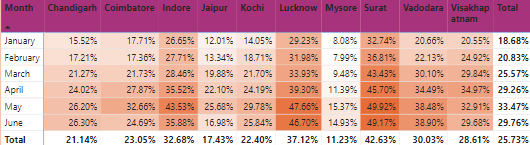 Month Chandigarh Coimbatore Indore Jaipur Kochi Lucknow Mysore Surat Vadodara Visakhap Total
atnam
January 15.52% 17.71% 26.65% 12.01% 14.05% 29.23% 8.08% 32.74% 20.66% 20.55% 18.68%
February 17.21% 17.36% 27.71% 13.34% 18.71% 31.98% 7.99% 36.81% 22.13% 24.92% 20.83%
March 21.27% 21.73% 28.46% 19.88% 21.70% 33.93% 9.48% 43.43% 30.10% 29.84% 25.57%
April 24.02% 27.87% 35.52% 22.10% 24.19% 39.30% 11.39% 45.70% 34.49% 34.97% 29.26%
May 26.20% 32.66% 43.53% 25.68% 29.78% 47.66% 15.37% 49.92% 38.48% 32.91% 33.47%
June 26.30% 24.69% 35.88% 16.98% 25.84% 46.70% 14.93% 49.17% 38.90% 29.68% 29.76%
Total 21.14% 23.05% 32.68% 17.43% 22.40% 37.12% 11.23% 42.63% 30.03% 28.61% 25.73%